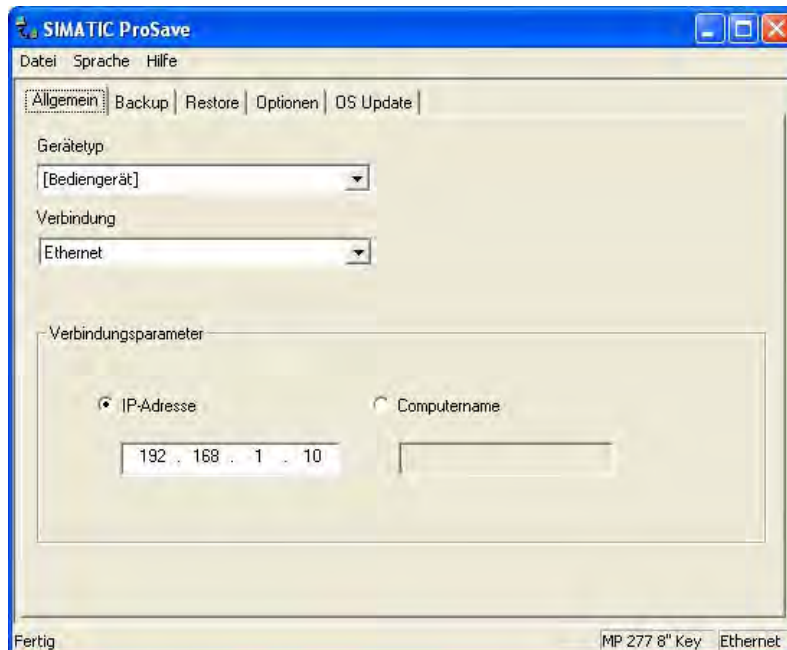 SIMATIC ProSave
Datei Sprache Hilfe
Allgemein Backup Restore Optionen OS Update
Gerätetyp
[Bediengerät]
Verbindung
Ethernet
Verbindungsparameter
IP-Adresse Computername
192 . 168 . 1 . 10
Fertig MP 277 8" Key Ethernet